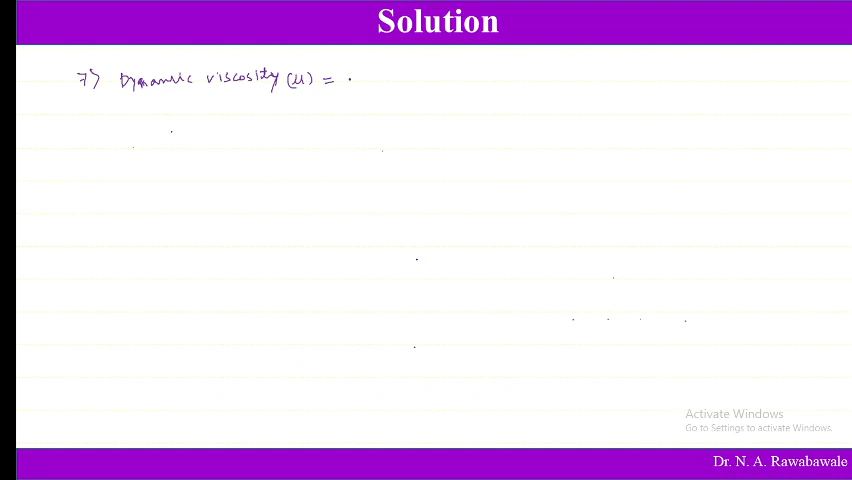 Solution
7) Dynamic viscosity (μ) =
Activate Windows
Go to Settings to activate Windows.
Dr. N. A. Rawabawale